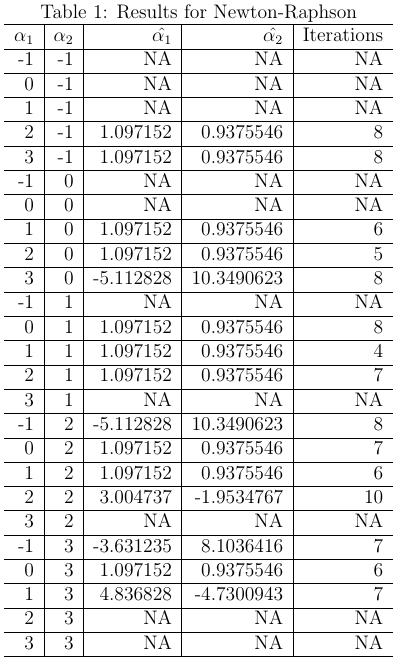 Table 1: Results for Newton-Raphson
α₁ α₂ α̂₁ α̂₂ Iterations
-1 -1 NA NA NA
0 -1 NA NA NA
1 -1 NA NA NA
2 -1 1.097152 0.9375546 8
3 -1 1.097152 0.9375546 8
-1 0 NA NA NA
0 0 NA NA NA
1 0 1.097152 0.9375546 6
2 0 1.097152 0.9375546 5
3 0 -5.112828 10.3490623 8
-1 1 NA NA NA
0 1 1.097152 0.9375546 8
1 1 1.097152 0.9375546 4
2 1 1.097152 0.9375546 7
3 1 NA NA NA
-1 2 -5.112828 10.3490623 8
0 2 1.097152 0.9375546 7
1 2 1.097152 0.9375546 6
2 2 3.004737 -1.9534767 10
3 2 NA NA NA
-1 3 -3.631235 8.1036416 7
0 3 1.097152 0.9375546 6
1 3 4.836828 -4.7300943 7
2 3 NA NA NA
3 3 NA NA NA